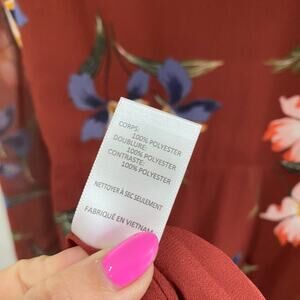 CORPS:
100% POLYESTER
DOUBLURE:
100% POLYESTER
CONTRASTE:
100% POLYESTER
NETTOYER À SEC SEULEMENT
FABRIQUÉ EN VIETNAM